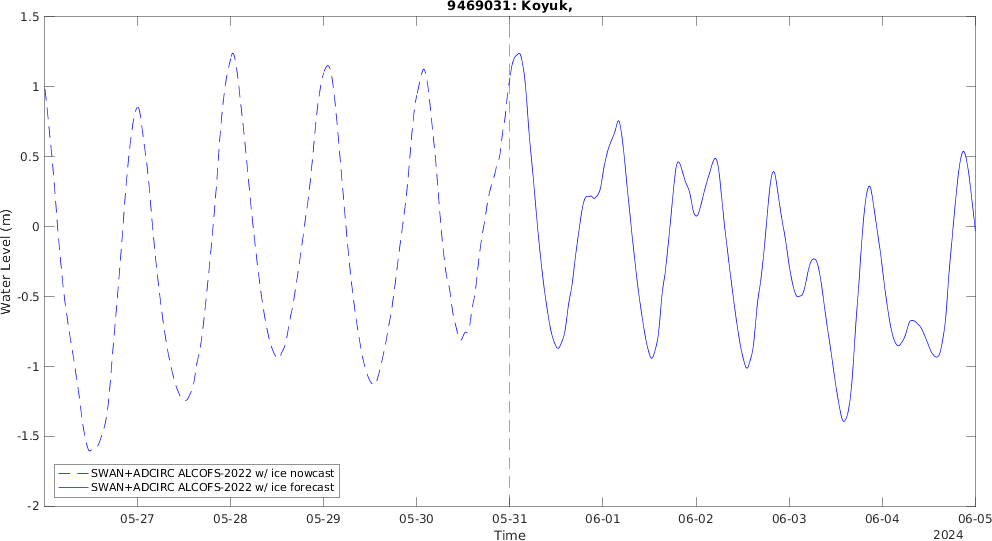 9469031: Koyuk,
Water Level (m)
1.5
1
0.5
0
-0.5
-1
-1.5
-2
SWAN+ADCIRC ALCOFS-2022 w/ ice nowcast
SWAN+ADCIRC ALCOFS-2022 w/ ice forecast
05-27 05-28 05-29 05-30 05-31 06-01 06-02 06-03 06-04 06-05
Time
2024